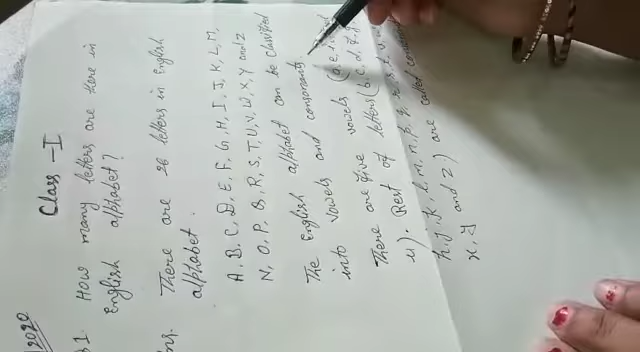 /2020
Class - I
1. How many letters are there in
English alphabet?
Ans. There are 26 letters in English
alphabet.
A, B, C, D, E, F, G, H, I, J, K, L, M,
N, O, P, Q, R, S, T, U, V, W, X, Y and Z
The English alphabet can be classified
into vowels and consonants.
There are five vowels (a, e, i,
u). Rest of letters (b, c, d, f,
h, j, k, l, m, n, p, q, r, s, t, v,
x, y and z) are called